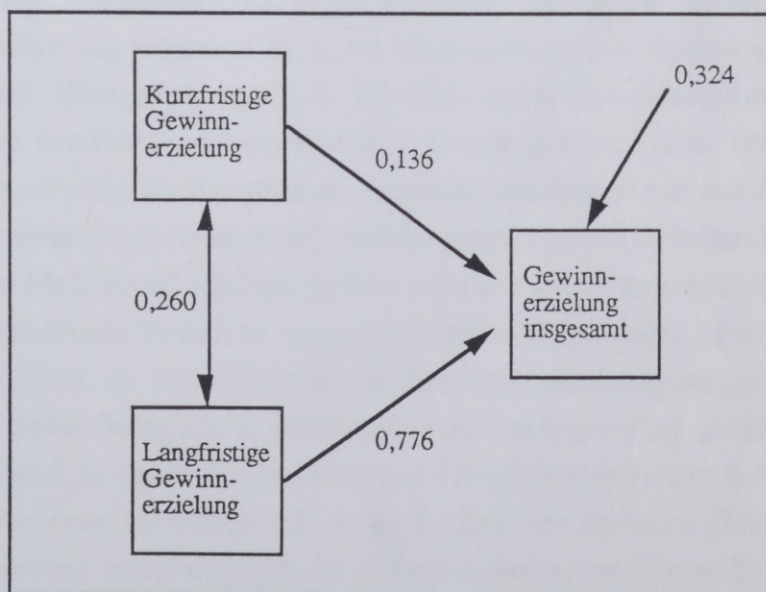 Kurzfristige
Gewinn-
erzielung
0,324
0,136
0,260
Gewinn-
erzielung
insgesamt
Langfristige
Gewinn-
erzielung
0,776